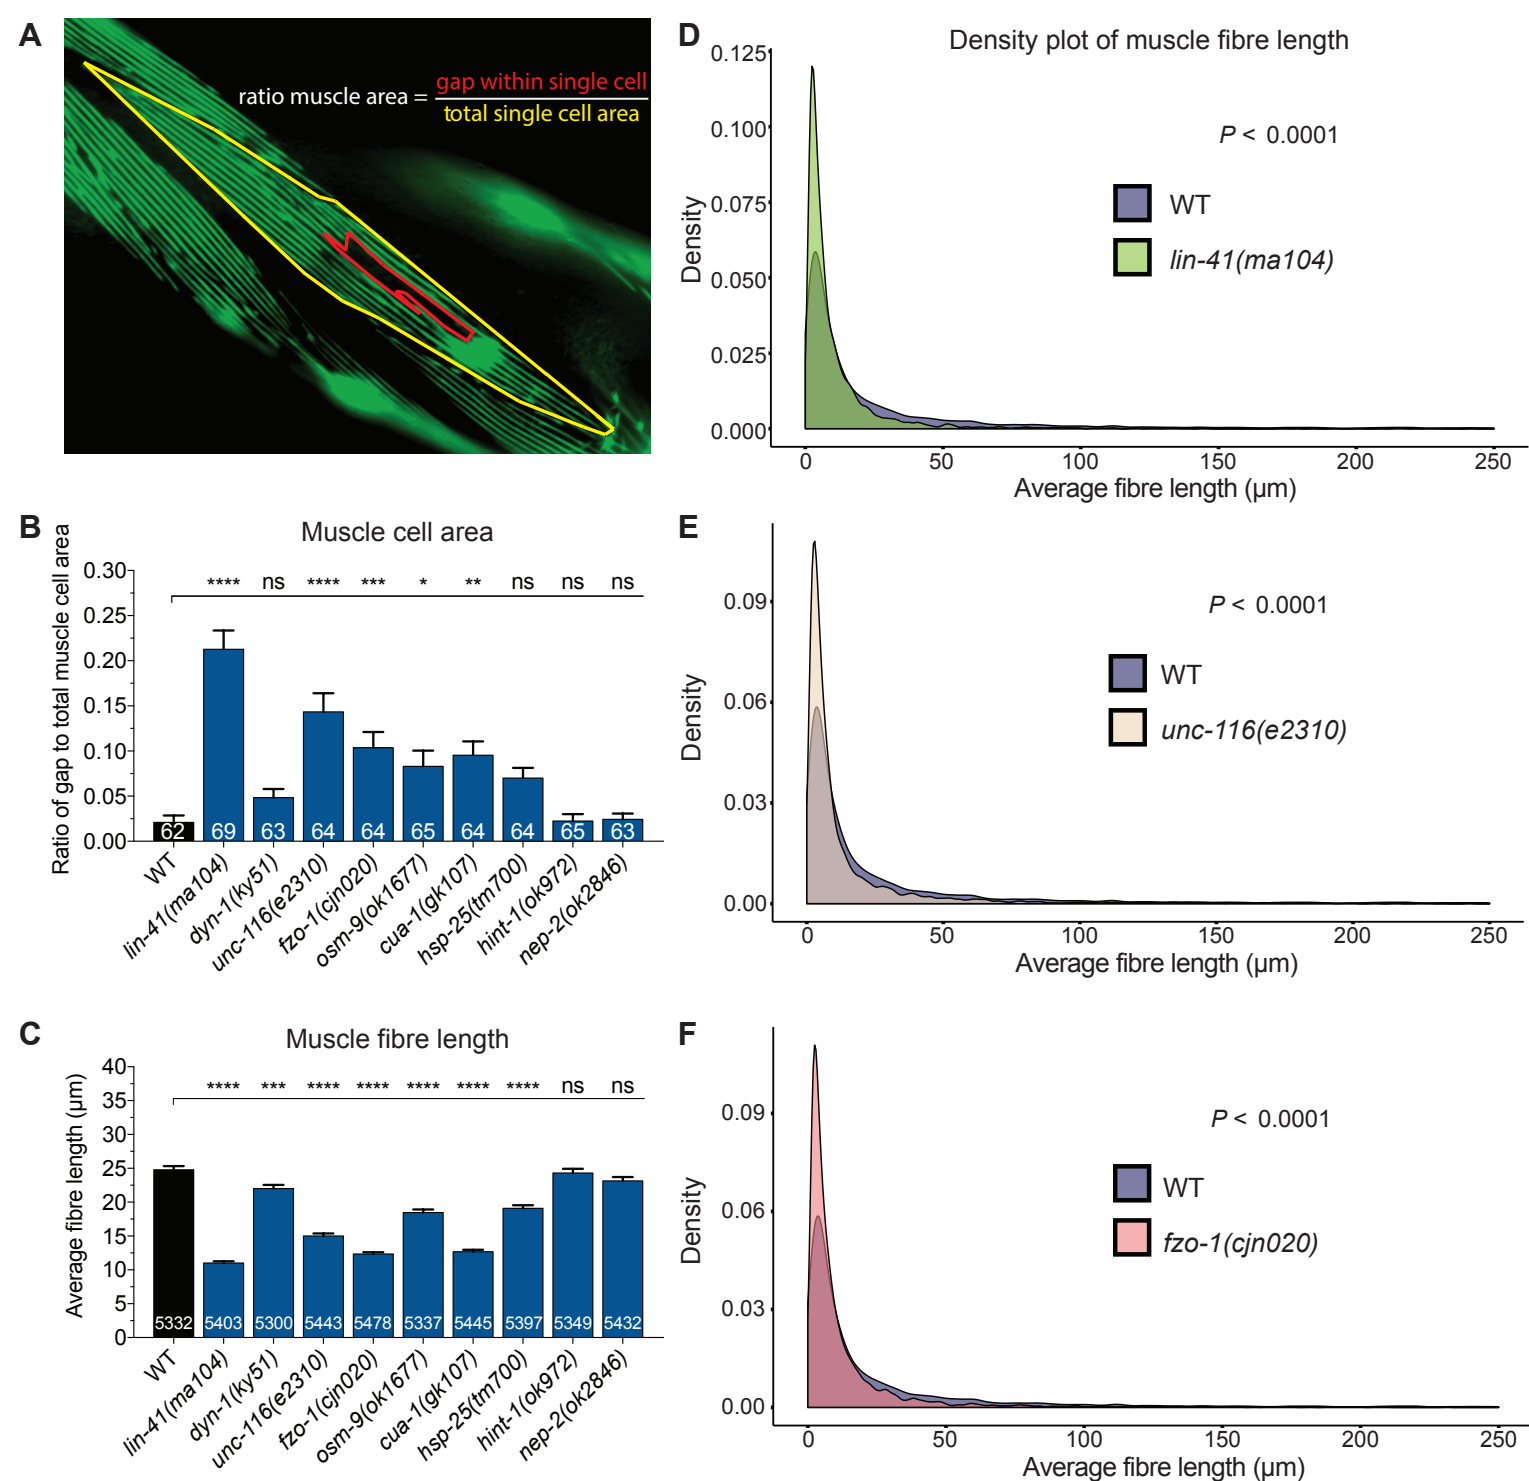 A
ratio muscle area = gap within single cell
total single cell area
B
Muscle cell area
Ratio of gap to total muscle cell area
0.30
0.25
0.20
0.15
0.10
0.05
0.00
**** ns **** *** * ** ns ns ns
62 69 63 64 64 65 64 64 65 63
WT
lin-41(ma104)
dyn-1(ky51)
unc-116(e2310)
fzo-1(cjn020)
osm-9(ok1677)
cua-1(gk107)
hsp-25(tm700)
hint-1(ok972)
nep-2(ok2846)
C
Muscle fibre length
Average fibre length (µm)
40
35
30
25
20
15
10
5
0
**** *** **** **** **** **** **** ns ns
5332 5403 5300 5443 5478 5337 5445 5397 5349 5432
WT
lin-41(ma104)
dyn-1(ky51)
unc-116(e2310)
fzo-1(cjn020)
osm-9(ok1677)
cua-1(gk107)
hsp-25(tm700)
hint-1(ok972)
nep-2(ok2846)
D
Density plot of muscle fibre length
Density
0.125
0.100
0.075
0.050
0.025
0.000
P < 0.0001
WT
lin-41(ma104)
0 50 100 150 200 250
Average fibre length (µm)
E
Density
0.09
0.06
0.03
0.00
P < 0.0001
WT
unc-116(e2310)
0 50 100 150 200 250
Average fibre length (µm)
F
Density
0.09
0.06
0.03
0.00
P < 0.0001
WT
fzo-1(cjn020)
0 50 100 150 200 250
Average fibre length (µm)